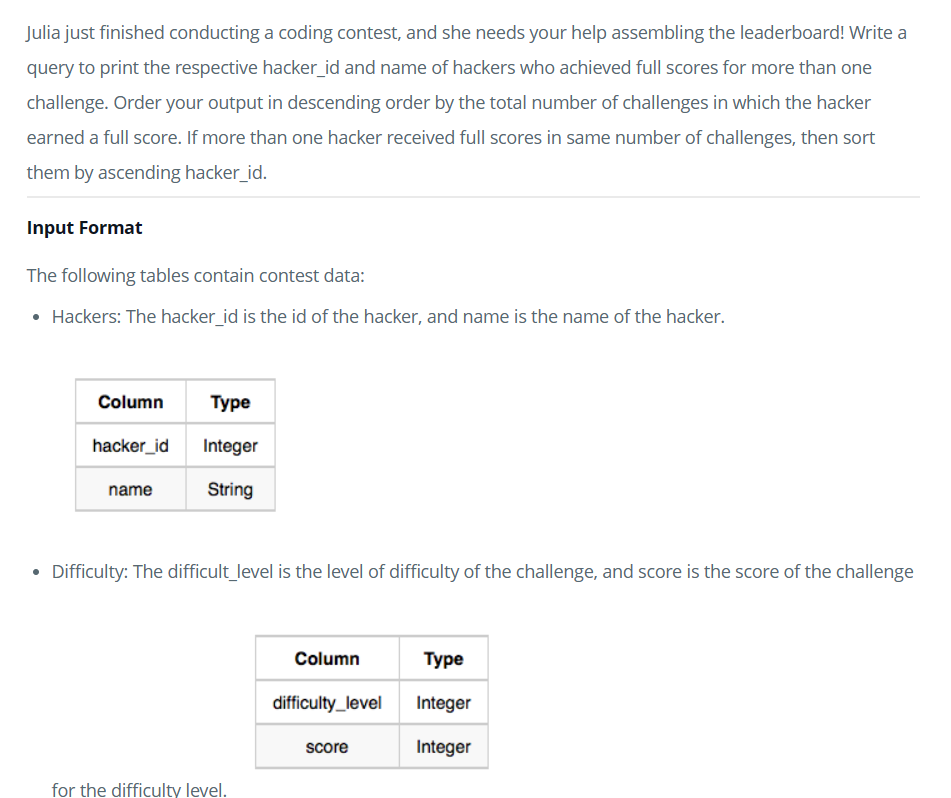 Julia just finished conducting a coding contest, and she needs your help assembling the leaderboard! Write a
query to print the respective hacker_id and name of hackers who achieved full scores for more than one
challenge. Order your output in descending order by the total number of challenges in which the hacker
earned a full score. If more than one hacker received full scores in same number of challenges, then sort
them by ascending hacker_id.
Input Format
The following tables contain contest data:
• Hackers: The hacker_id is the id of the hacker, and name is the name of the hacker.
Column Type
hacker_id Integer
name String
• Difficulty: The difficult_level is the level of difficulty of the challenge, and score is the score of the challenge
Column Type
difficulty_level Integer
score Integer
for the difficulty level.